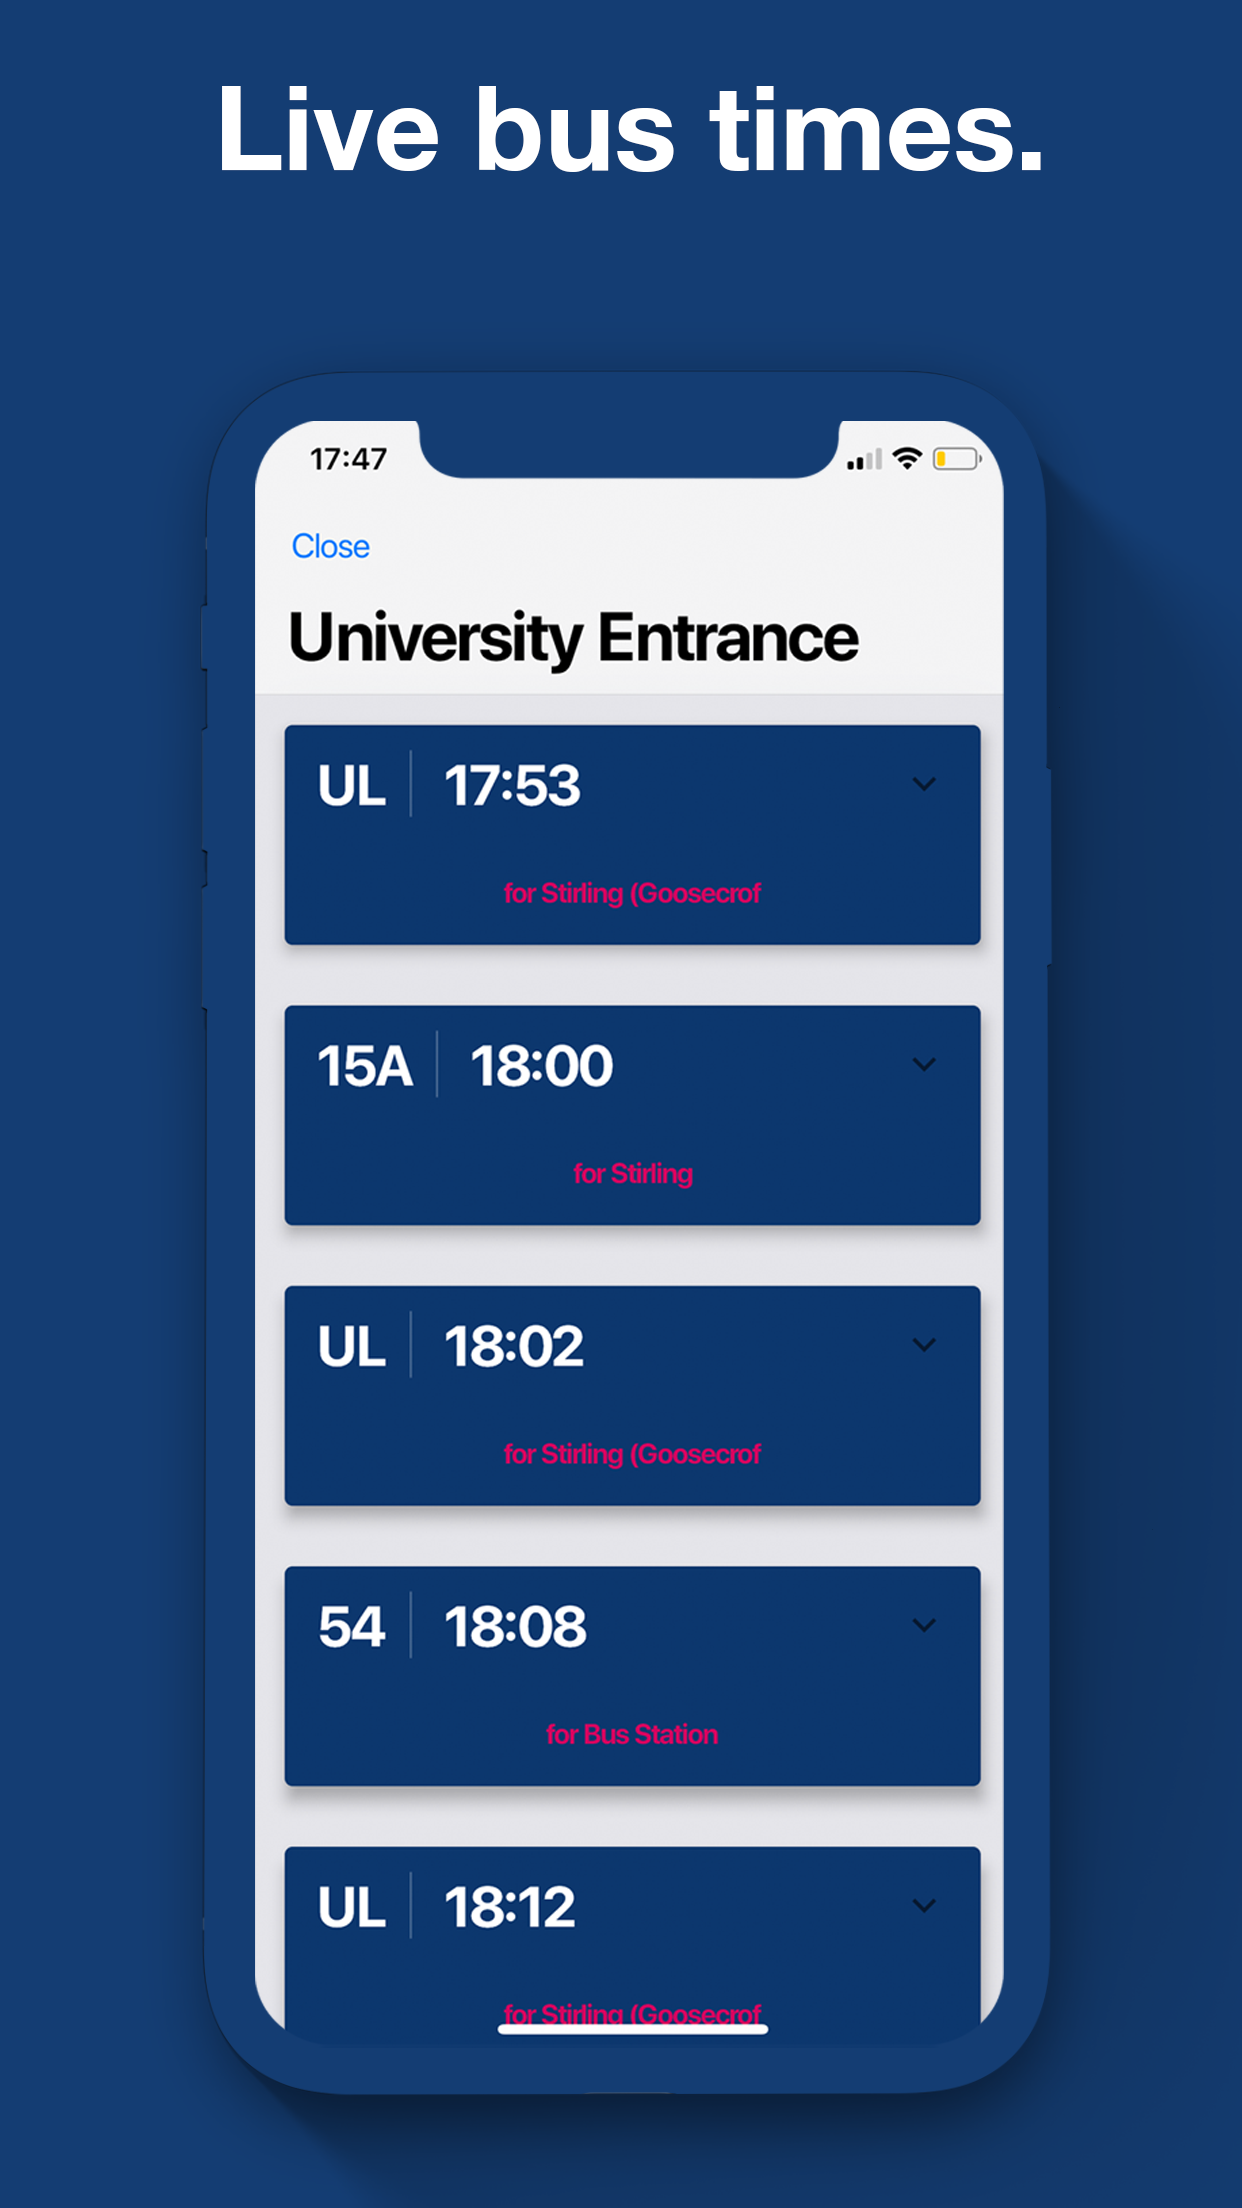 Live bus times.
17:47
Close
University Entrance
UL 17:53
for Stirling (Goosecrof
15A 18:00
for Stirling
UL 18:02
for Stirling (Goosecrof
54 18:08
for Bus Station
UL 18:12
for Stirling (Goosecrof